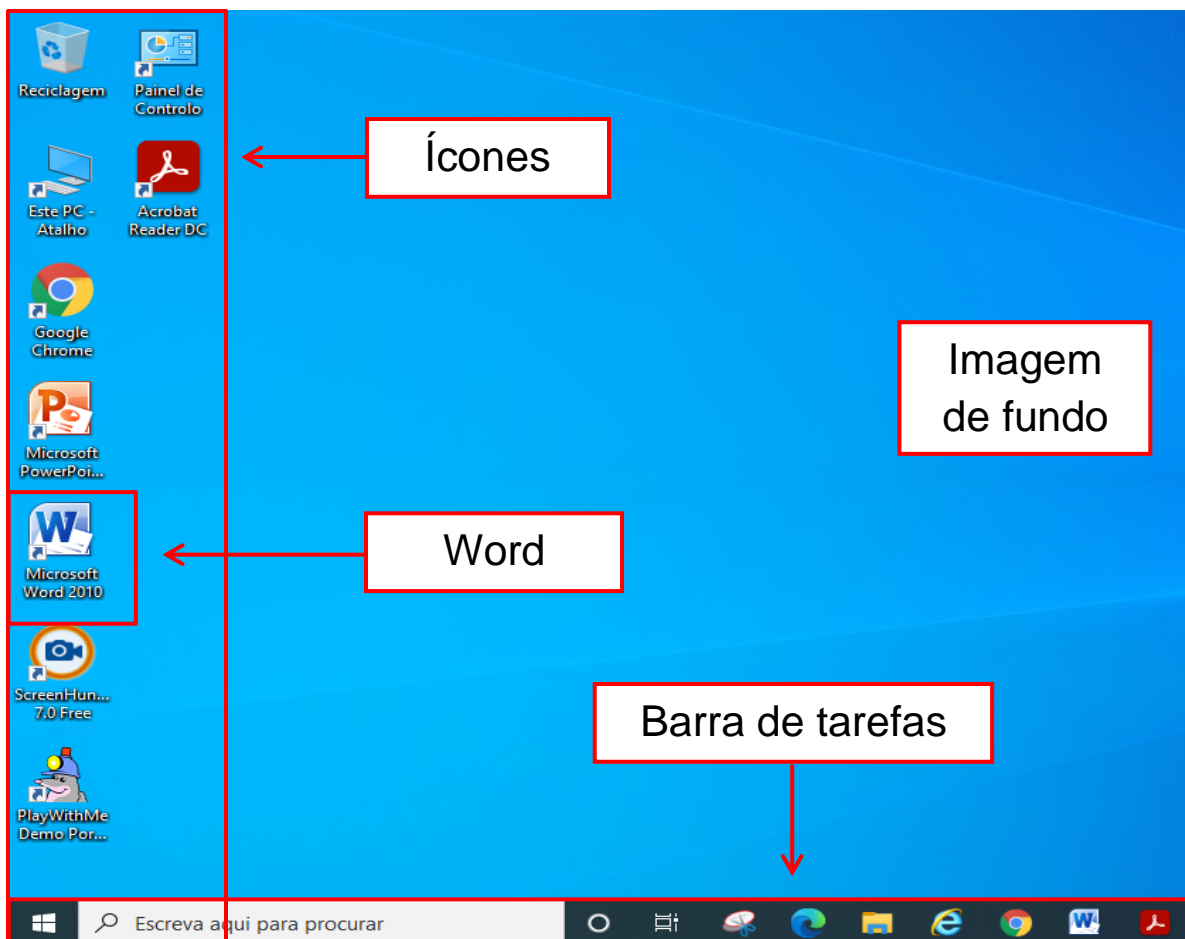 Reciclagem
Painel de
Controlo
Ícones
Este PC -
Atalho
Acrobat
Reader DC
Google
Chrome
Imagem
de fundo
Microsoft
PowerPoi...
Word
Microsoft
Word 2010
ScreenHun...
7.0 Free
Barra de tarefas
PlayWithMe
Demo Por...
Escreva aqui para procurar